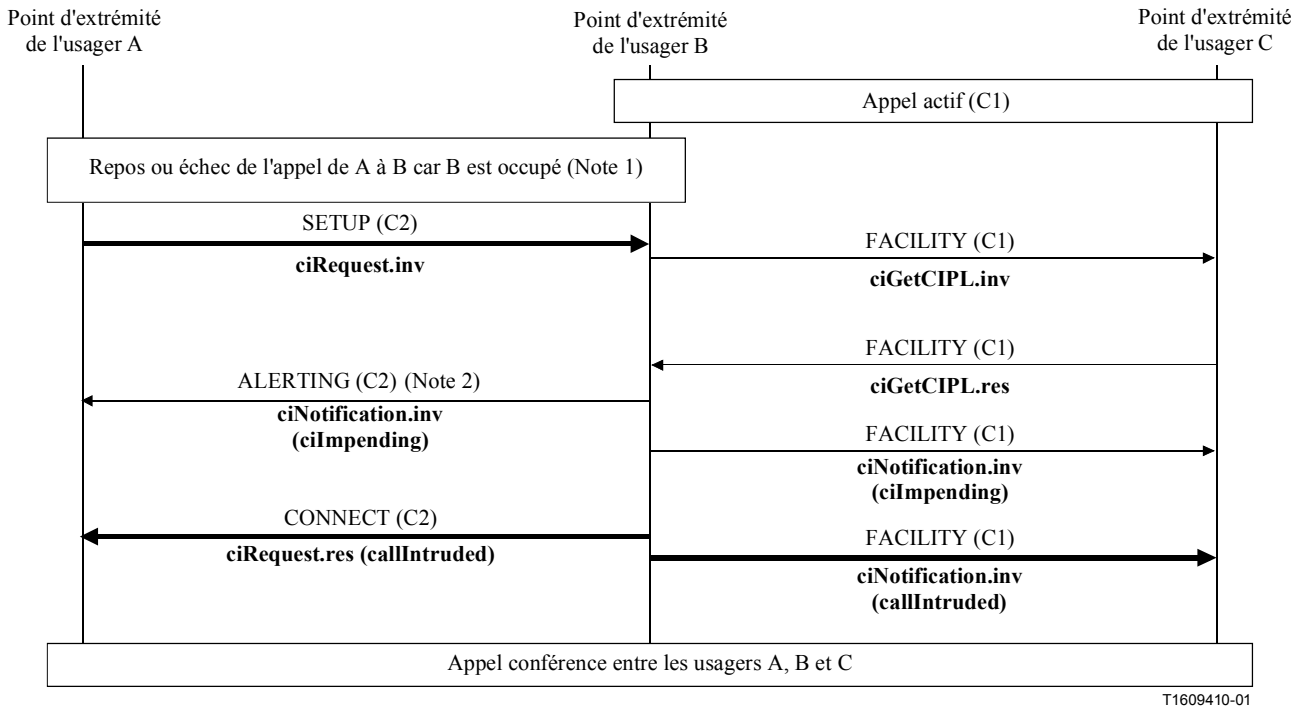 Point d'extrémité
de l'usager A
Point d'extrémité
de l'usager B
Point d'extrémité
de l'usager C
Appel actif (C1)
Repos ou échec de l'appel de A à B car B est occupé (Note 1)
SETUP (C2)
ciRequest.inv
FACILITY (C1)
ciGetCIPL.inv
FACILITY (C1)
ciGetCIPL.res
ALERTING (C2) (Note 2)
ciNotification.inv
(ciImpending)
FACILITY (C1)
ciNotification.inv
(ciImpending)
CONNECT (C2)
ciRequest.res (callIntruded)
FACILITY (C1)
ciNotification.inv
(callIntruded)
Appel conférence entre les usagers A, B et C
T1609410-01